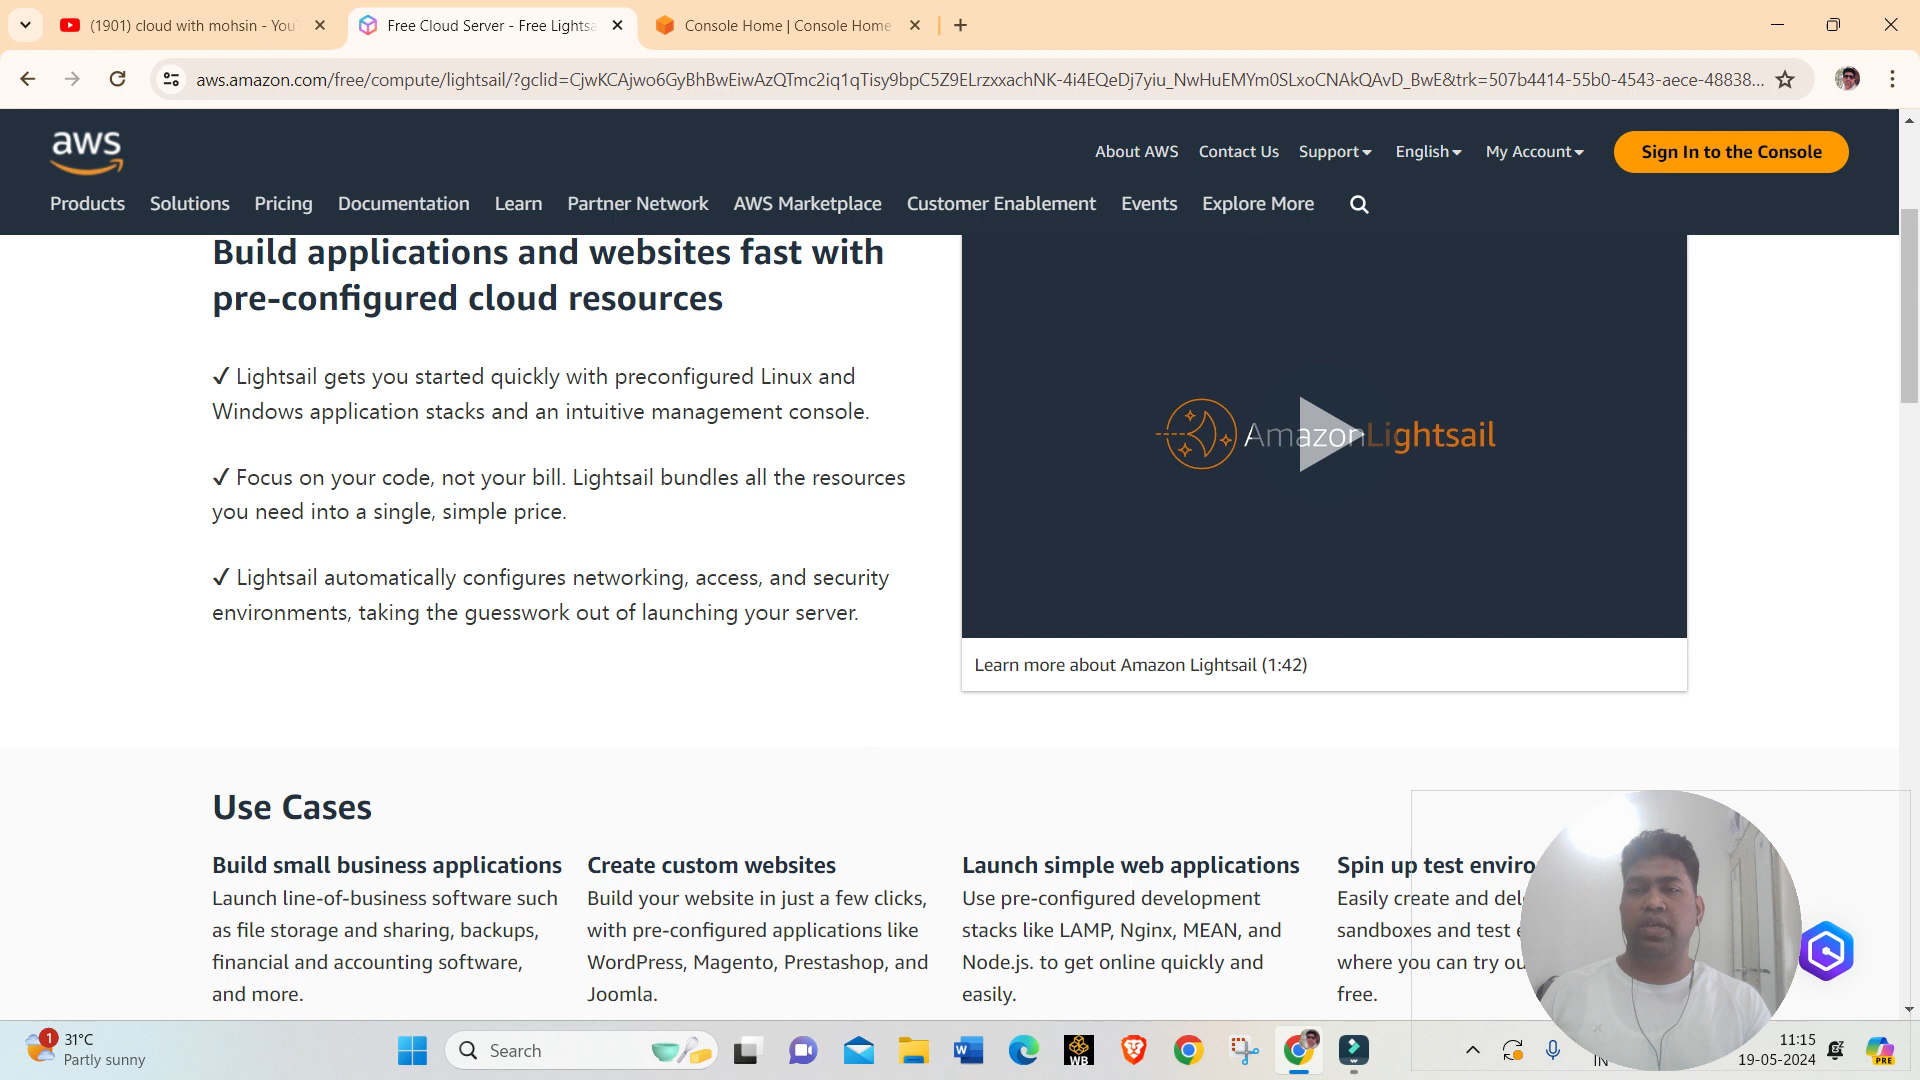 (1901) cloud with mohsin - You
Free Cloud Server - Free Lightsa
Console Home | Console Home
aws.amazon.com/free/compute/lightsail/?gclid=CjwKCAjwo6GyBhBwEiwAzQTmc2iq1qTisy9bpC5Z9ELrzxxachNK-4i4EQeDj7yiu_NwHuEMYm0SLxoCNAkQAvD_BwE&trk=507b4414-55b0-4543-aece-48838...
aws
About AWS Contact Us Support English My Account Sign In to the Console
Products Solutions Pricing Documentation Learn Partner Network AWS Marketplace Customer Enablement Events Explore More
Build applications and websites fast with
pre-configured cloud resources
✓ Lightsail gets you started quickly with preconfigured Linux and
Windows application stacks and an intuitive management console.
✓ Focus on your code, not your bill. Lightsail bundles all the resources
you need into a single, simple price.
✓ Lightsail automatically configures networking, access, and security
environments, taking the guesswork out of launching your server.
Amazon Lightsail
Learn more about Amazon Lightsail (1:42)
Use Cases
Build small business applications
Launch line-of-business software such
as file storage and sharing, backups,
financial and accounting software,
and more.
Create custom websites
Build your website in just a few clicks,
with pre-configured applications like
WordPress, Magento, Prestashop, and
Joomla.
Launch simple web applications
Use pre-configured development
stacks like LAMP, Nginx, MEAN, and
Node.js. to get online quickly and
easily.
Spin up test enviro
Easily create and del
sandboxes and test
where you can try ou
free.
1
31°C
Partly sunny
Search
W
WB
IN
11:15
19-05-2024
PRE